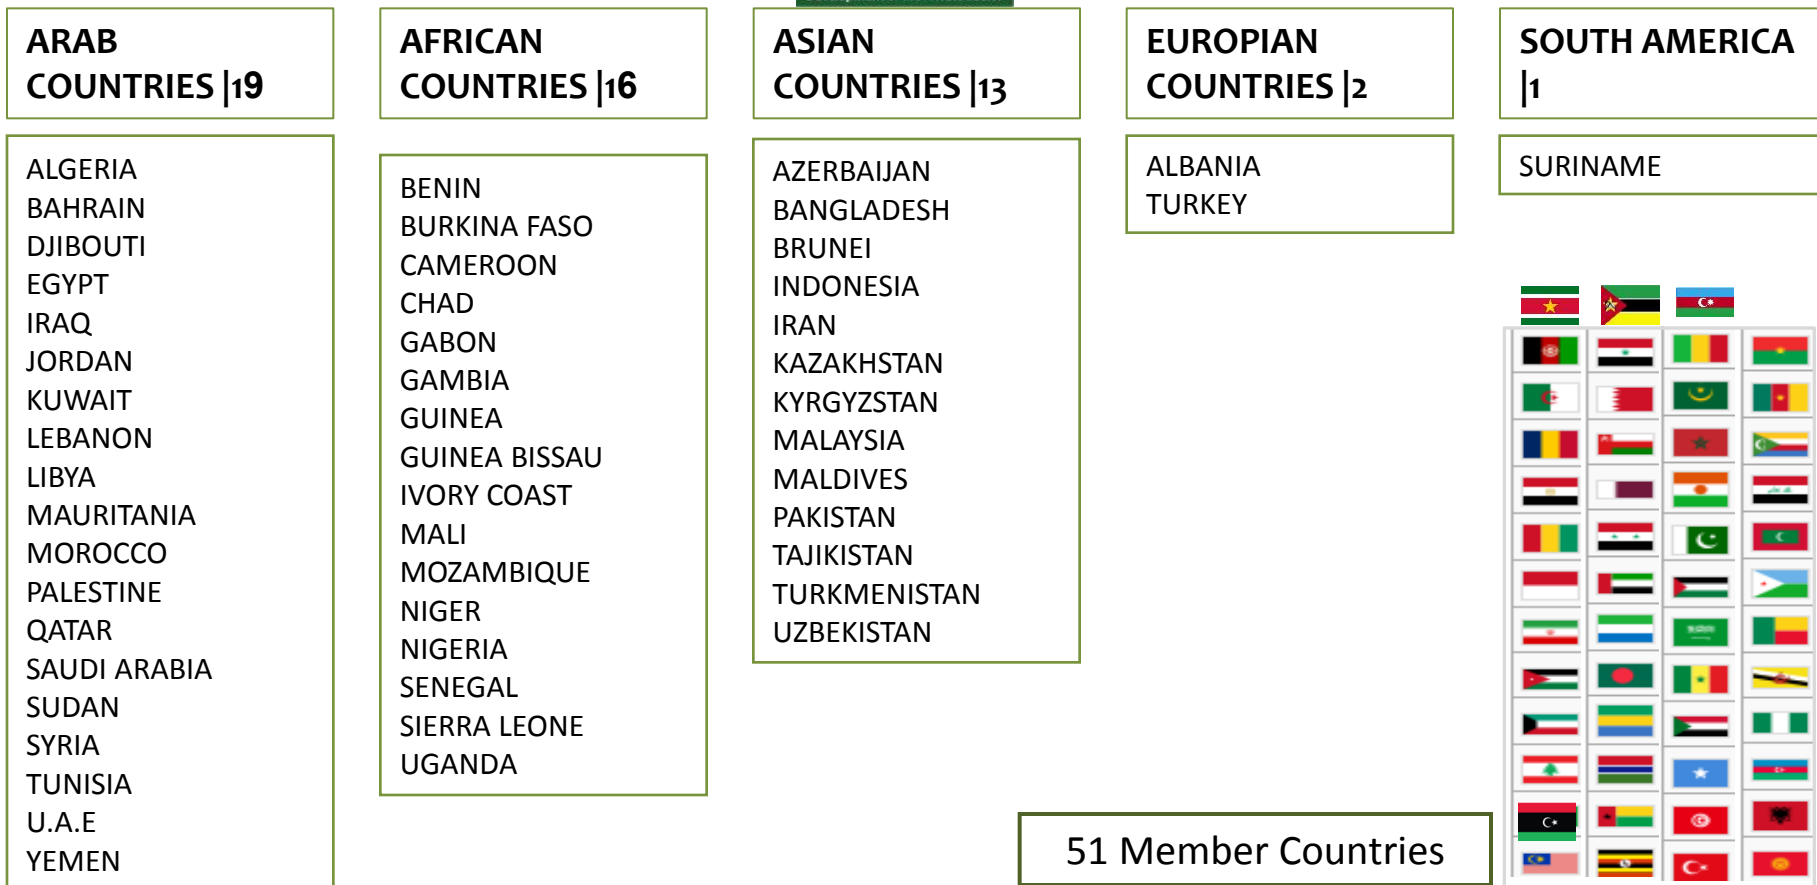 ARAB
COUNTRIES |19
ALGERIA
BAHRAIN
DJIBOUTI
EGYPT
IRAQ
JORDAN
KUWAIT
LEBANON
LIBYA
MAURITANIA
MOROCCO
PALESTINE
QATAR
SAUDI ARABIA
SUDAN
SYRIA
TUNISIA
U.A.E
YEMEN
AFRICAN
COUNTRIES |16
BENIN
BURKINA FASO
CAMEROON
CHAD
GABON
GAMBIA
GUINEA
GUINEA BISSAU
IVORY COAST
MALI
MOZAMBIQUE
NIGER
NIGERIA
SENEGAL
SIERRA LEONE
UGANDA
ASIAN
COUNTRIES |13
AZERBAIJAN
BANGLADESH
BRUNEI
INDONESIA
IRAN
KAZAKHSTAN
KYRGYZSTAN
MALAYSIA
MALDIVES
PAKISTAN
TAJIKISTAN
TURKMENISTAN
UZBEKISTAN
EUROPIAN
COUNTRIES |2
ALBANIA
TURKEY
SOUTH AMERICA
|1
SURINAME
51 Member Countries